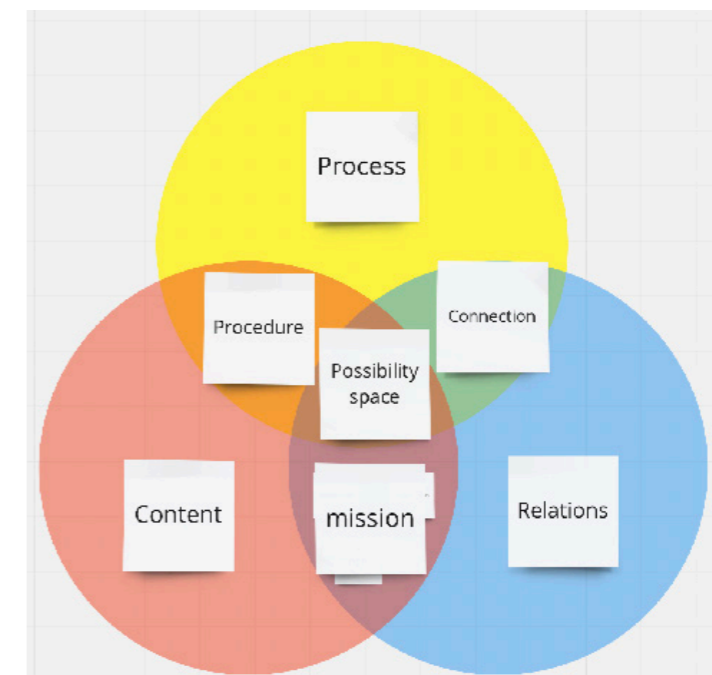 Process
Procedure
Connection
Possibility
space
Content
mission
Relations